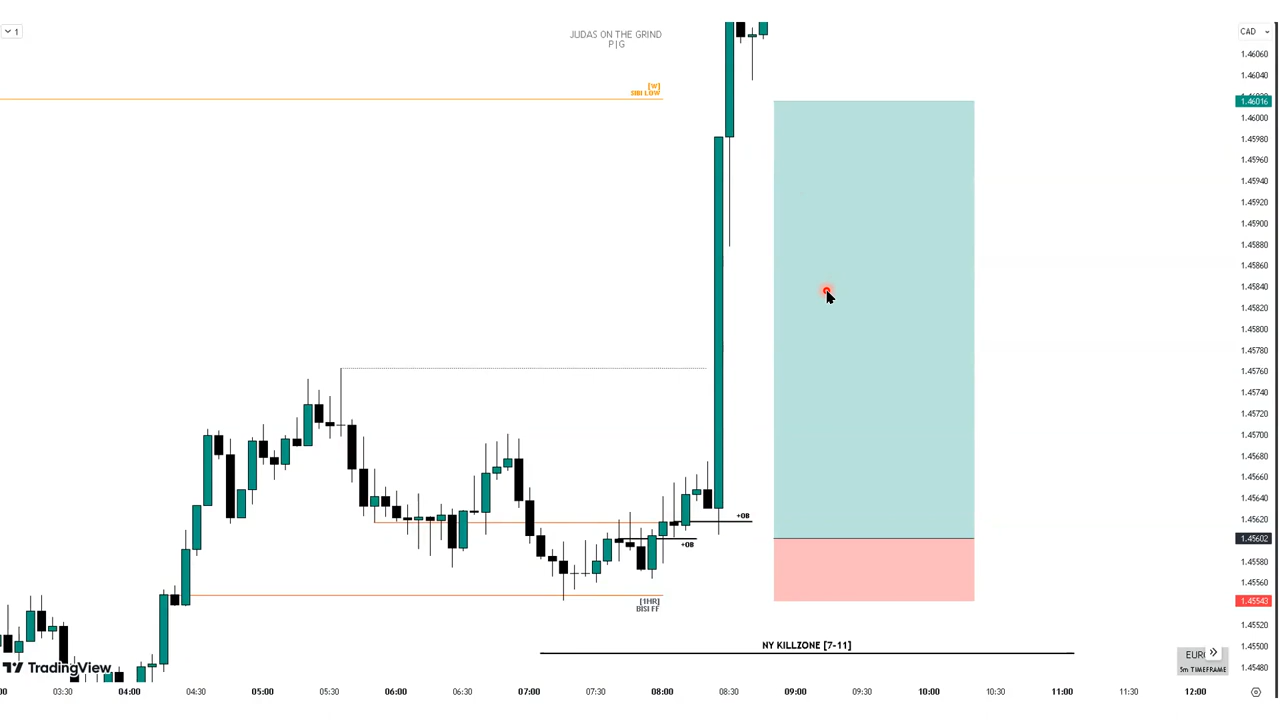 1
JUDAS ON THE GRIND
P|G
CAD
[W]
SIBI LOW
1.46060
1.46040
1.46016
1.46000
1.45980
1.45960
1.45940
1.45920
1.45900
1.45880
1.45860
1.45840
1.45820
1.45800
1.45780
1.45760
1.45740
1.45720
1.45700
1.45680
1.45660
1.45640
1.45620
1.45602
1.45580
1.45560
1.45543
1.45520
1.45500
1.45480
+OB
+OB
[1HR]
BISI FF
NY KILLZONE [7-11]
TradingView
5m TIMEFRAME
03:30 04:00 04:30 05:00 05:30 06:00 06:30 07:00 07:30 08:00 08:30 09:00 09:30 10:00 10:30 11:00 11:30 12:00